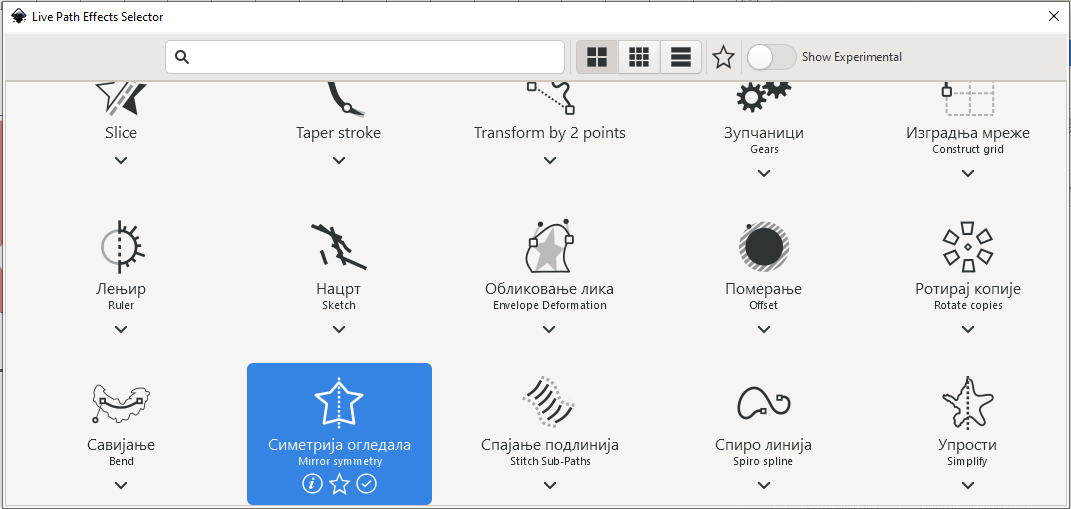 Live Path Effects Selector
Show Experimental
Slice
Taper stroke
Transform by 2 points
Зупчаници
Gears
Изградња мреже
Construct grid
Лењир
Ruler
Нацрт
Sketch
Обликовање лика
Envelope Deformation
Померање
Offset
Ротирај копије
Rotate copies
Савијање
Bend
Симетрија огледала
Mirror symmetry
Спајање подлинија
Stitch Sub-Paths
Спиро линија
Spiro spline
Упрости
Simplify